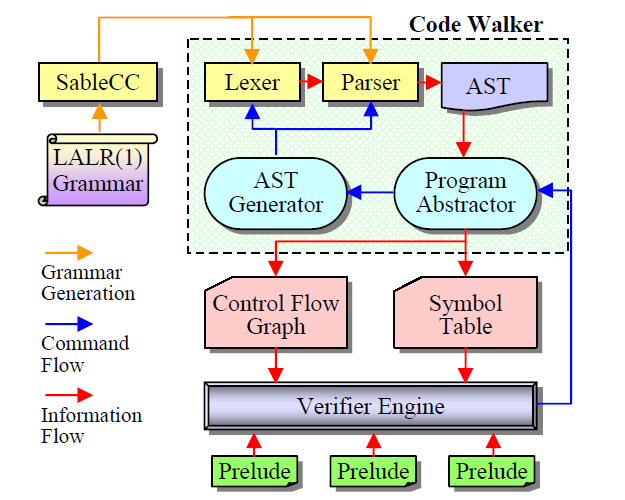 Code Walker
SableCC
Lexer
Parser
AST
LALR(1)
Grammar
AST
Generator
Program
Abstractor
Grammar
Generation
Command
Flow
Information
Flow
Control Flow
Graph
Symbol
Table
Verifier Engine
Prelude
Prelude
Prelude